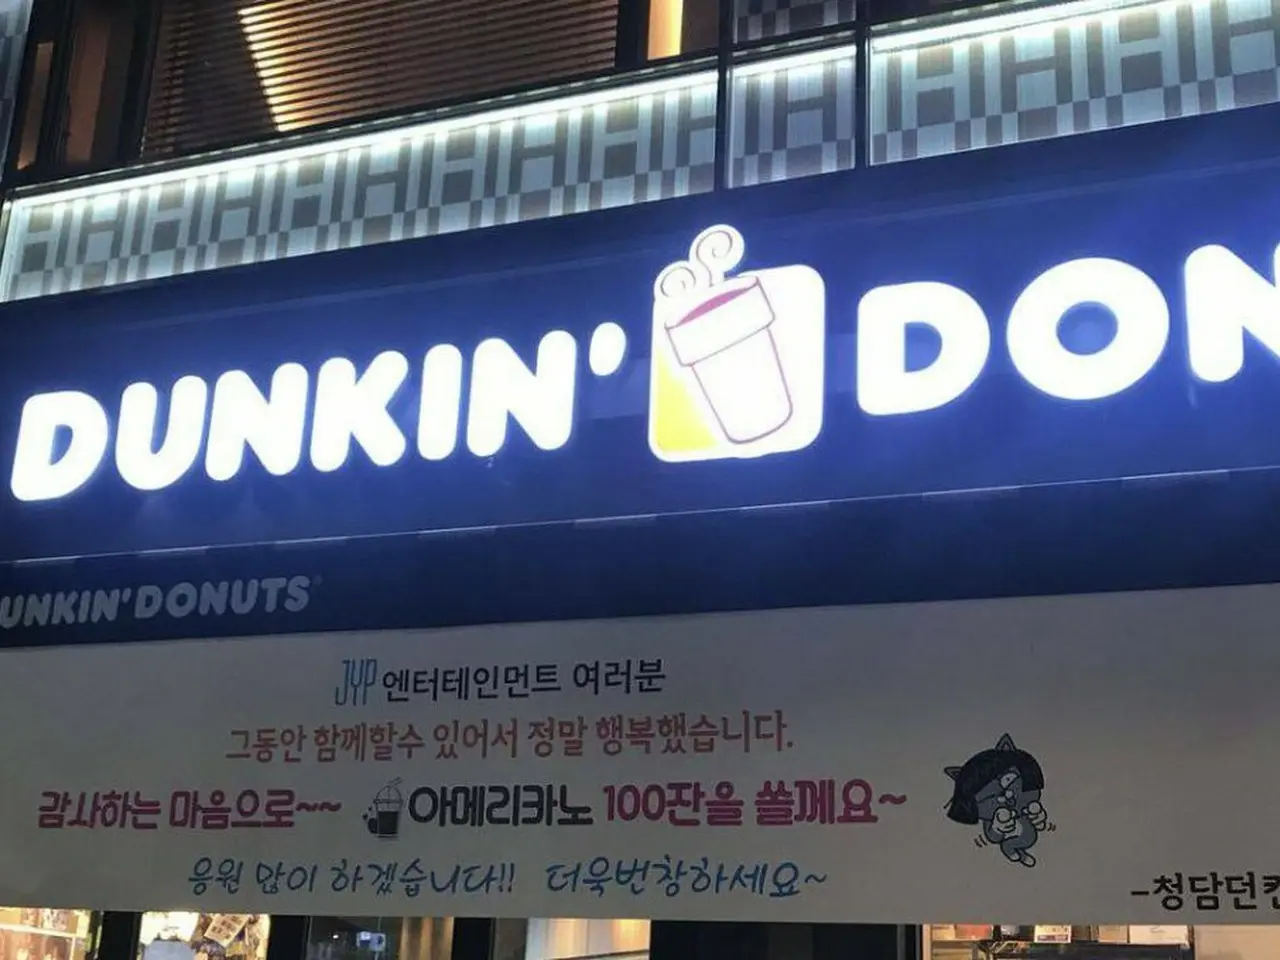 DUNKIN' DON
UNKIN' DONUTS
JYP 엔터테인먼트 여러분
그동안 함께할수 있어서 정말 행복했습니다.
감사하는 마음으로~~ 아메리카노 100잔을 쏠께요~
응원 많이 하겠습니다!! 더욱번창하세요~
-청담던킨